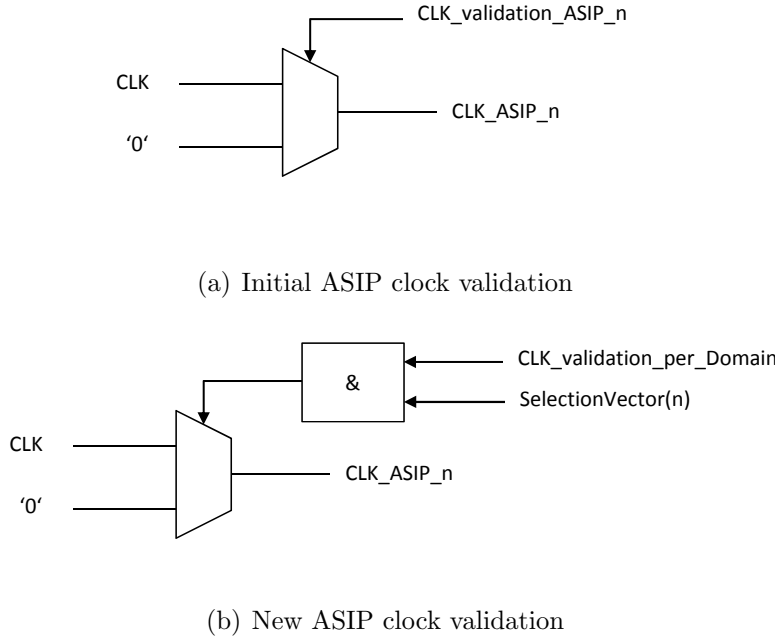 CLK_validation_ASIP_n
CLK
CLK_ASIP_n
‘0‘
(a) Initial ASIP clock validation
CLK_validation_per_Domain
&
SelectionVector(n)
CLK
CLK_ASIP_n
‘0‘
(b) New ASIP clock validation